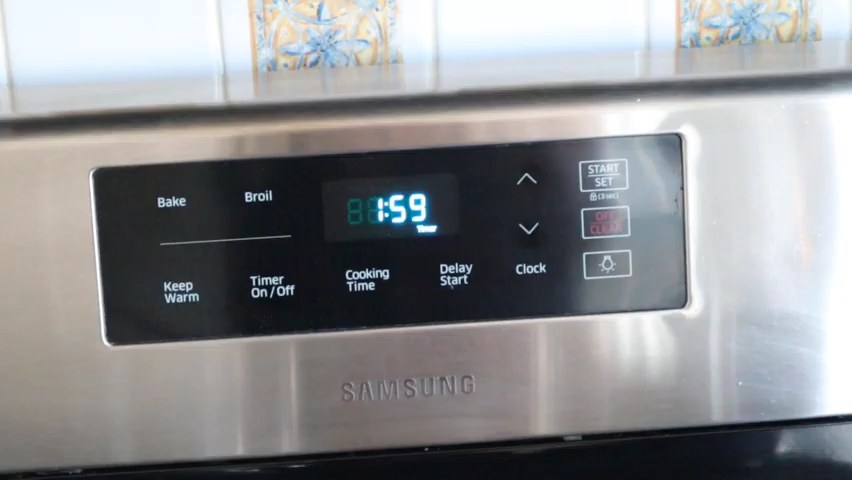 Bake
Broil
1:59
Timer
START
SET
(3 sec)
OFF
CLEAR
Keep
Warm
Timer
On / Off
Cooking
Time
Delay
Start
Clock
SAMSUNG